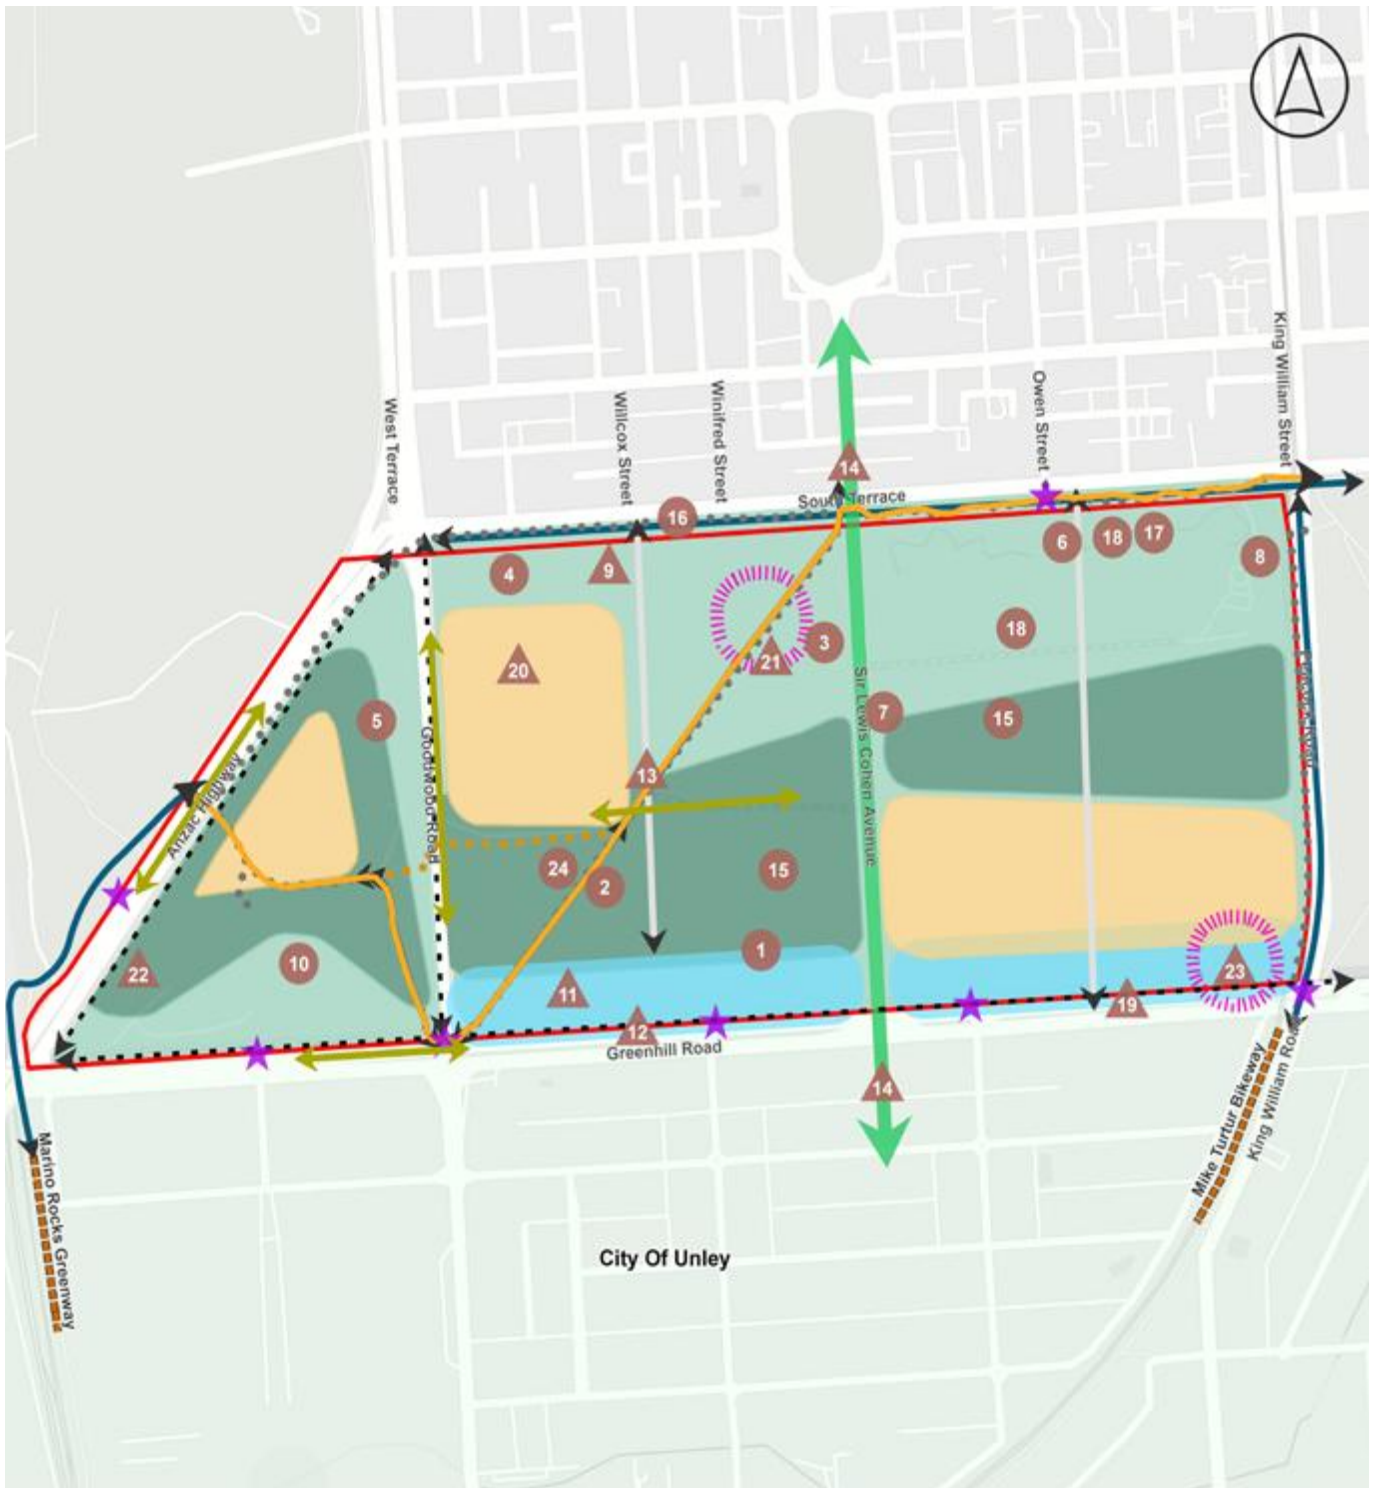 King William Street
Owen Street
Winifred Street
Willcox Street
West Terrace
14
South Terrace
16
6
18
17
8
4
9
20
21
3
18
5
7
15
Goodwood Road
Sir Lewis Cohen Avenue
13
Anzac Highway
24
2
15
1
22
10
11
23
19
12
Greenhill Road
14
King William Road
Mike Turtur Bikeway
Marino Rocks Greenway
City Of Unley